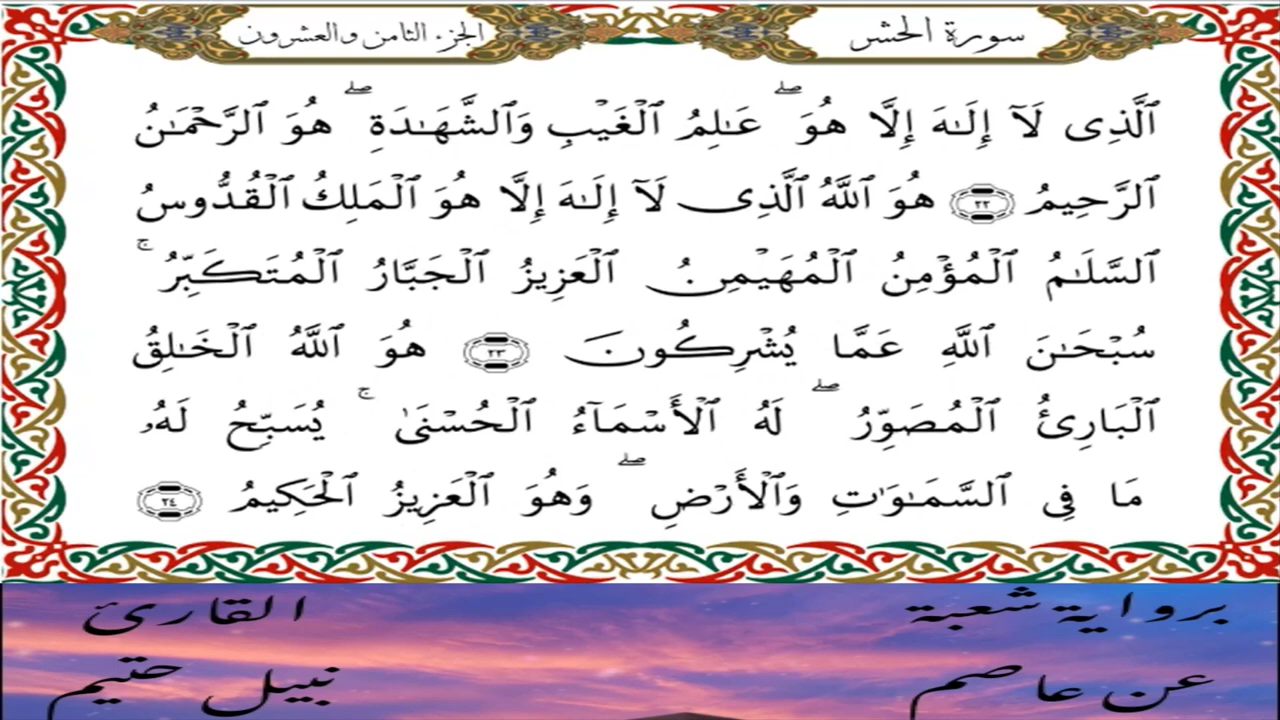 سورة الحشر
الجزء الثامن والعشرون
ٱلَّذِى لَآ إِلَـٰهَ إِلَّا هُوَ ۖ عَـٰلِمُ ٱلْغَيْبِ وَٱلشَّهَـٰدَةِ ۖ هُوَ ٱلرَّحْمَـٰنُ
ٱلرَّحِيمُ ٢٢ هُوَ ٱللَّهُ ٱلَّذِى لَآ إِلَـٰهَ إِلَّا هُوَ ٱلْمَلِكُ ٱلْقُدُّوسُ
ٱلسَّلَـٰمُ ٱلْمُؤْمِنُ ٱلْمُهَيْمِنُ ٱلْعَزِيزُ ٱلْجَبَّارُ ٱلْمُتَكَبِّرُ ۚ
سُبْحَـٰنَ ٱللَّهِ عَمَّا يُشْرِكُونَ ٢٣ هُوَ ٱللَّهُ ٱلْخَـٰلِقُ
ٱلْبَارِئُ ٱلْمُصَوِّرُ ۖ لَهُ ٱلْأَسْمَآءُ ٱلْحُسْنَىٰ ۚ يُسَبِّحُ لَهُۥ
مَا فِى ٱلسَّمَـٰوَٰتِ وَٱلْأَرْضِ ۖ وَهُوَ ٱلْعَزِيزُ ٱلْحَكِيمُ ٢٤
برواية شعبة
عن عاصم
القارئ
نبيل حتيم